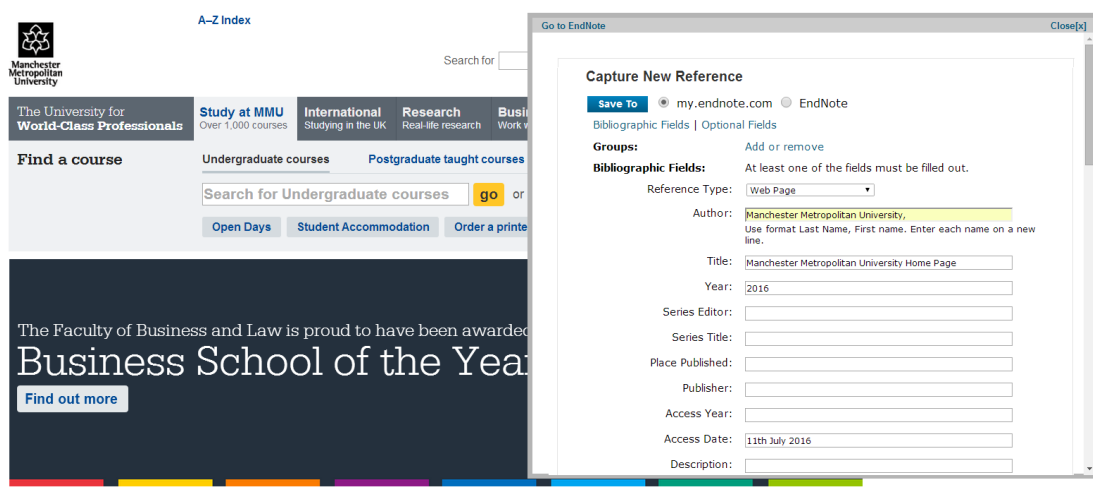 A–Z Index
Manchester
Metropolitan
University
Search for
The University for
World-Class Professionals
Study at MMU
Over 1,000 courses
International
Studying in the UK
Research
Real-life research
Busi
Work w
Find a course
Undergraduate courses
Postgraduate taught courses
Search for Undergraduate courses
go
or
Open Days
Student Accommodation
Order a printe
The Faculty of Business and Law is proud to have been awarded
Business School of the Yea
Find out more
Go to EndNote
Close[x]
Capture New Reference
Save To
my.endnote.com
EndNote
Bibliographic Fields | Optional Fields
Groups: Add or remove
Bibliographic Fields: At least one of the fields must be filled out.
Reference Type: Web Page
Author: Manchester Metropolitan University,
Use format Last Name, First name. Enter each name on a new
line.
Title: Manchester Metropolitan University Home Page
Year: 2016
Series Editor:
Series Title:
Place Published:
Publisher:
Access Year:
Access Date: 11th July 2016
Description: